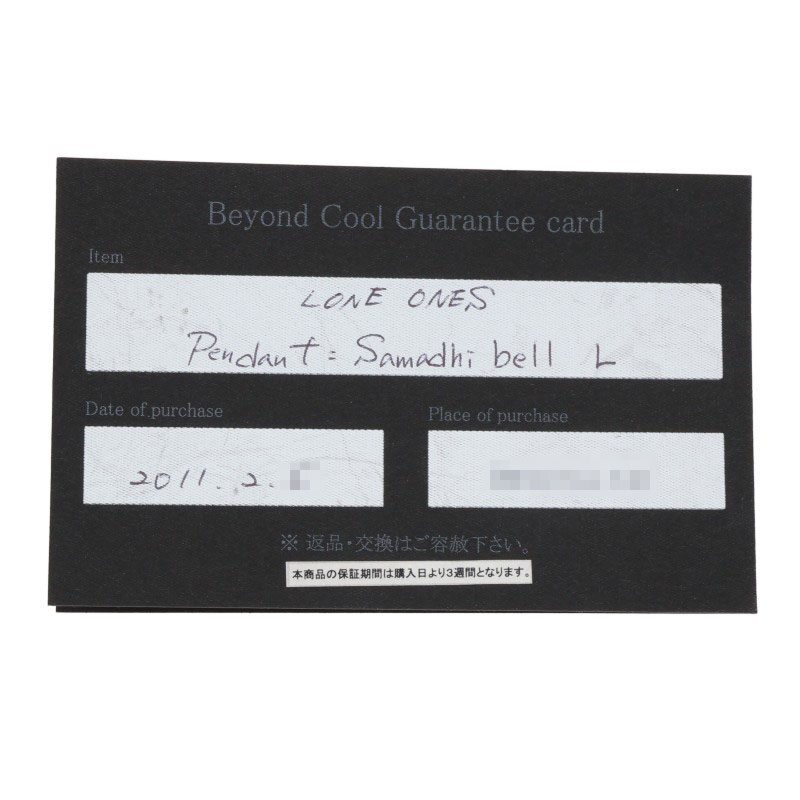 Beyond Cool Guarantee card
Item
LONE ONES
Pendant = Samadhi bell L
Date of purchase
Place of purchase
2011.2.
※ 返品・交換はご容赦下さい。
本商品の保証期間は購入日より3週間となります。